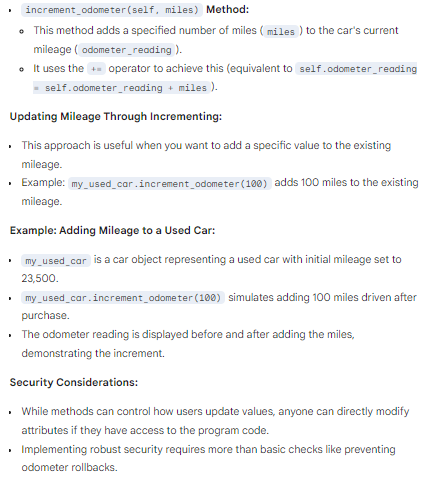 • increment_odometer(self, miles) Method:
◦ This method adds a specified number of miles ( miles ) to the car's current
mileage ( odometer_reading ).
◦ It uses the += operator to achieve this (equivalent to self.odometer_reading
= self.odometer_reading + miles ).
Updating Mileage Through Incrementing:
• This approach is useful when you want to add a specific value to the existing
mileage.
• Example: my_used_car.increment_odometer(100) adds 100 miles to the existing
mileage.
Example: Adding Mileage to a Used Car:
• my_used_car is a car object representing a used car with initial mileage set to
23,500.
• my_used_car.increment_odometer(100) simulates adding 100 miles driven after
purchase.
• The odometer reading is displayed before and after adding the miles,
demonstrating the increment.
Security Considerations:
• While methods can control how users update values, anyone can directly modify
attributes if they have access to the program code.
• Implementing robust security requires more than basic checks like preventing
odometer rollbacks.